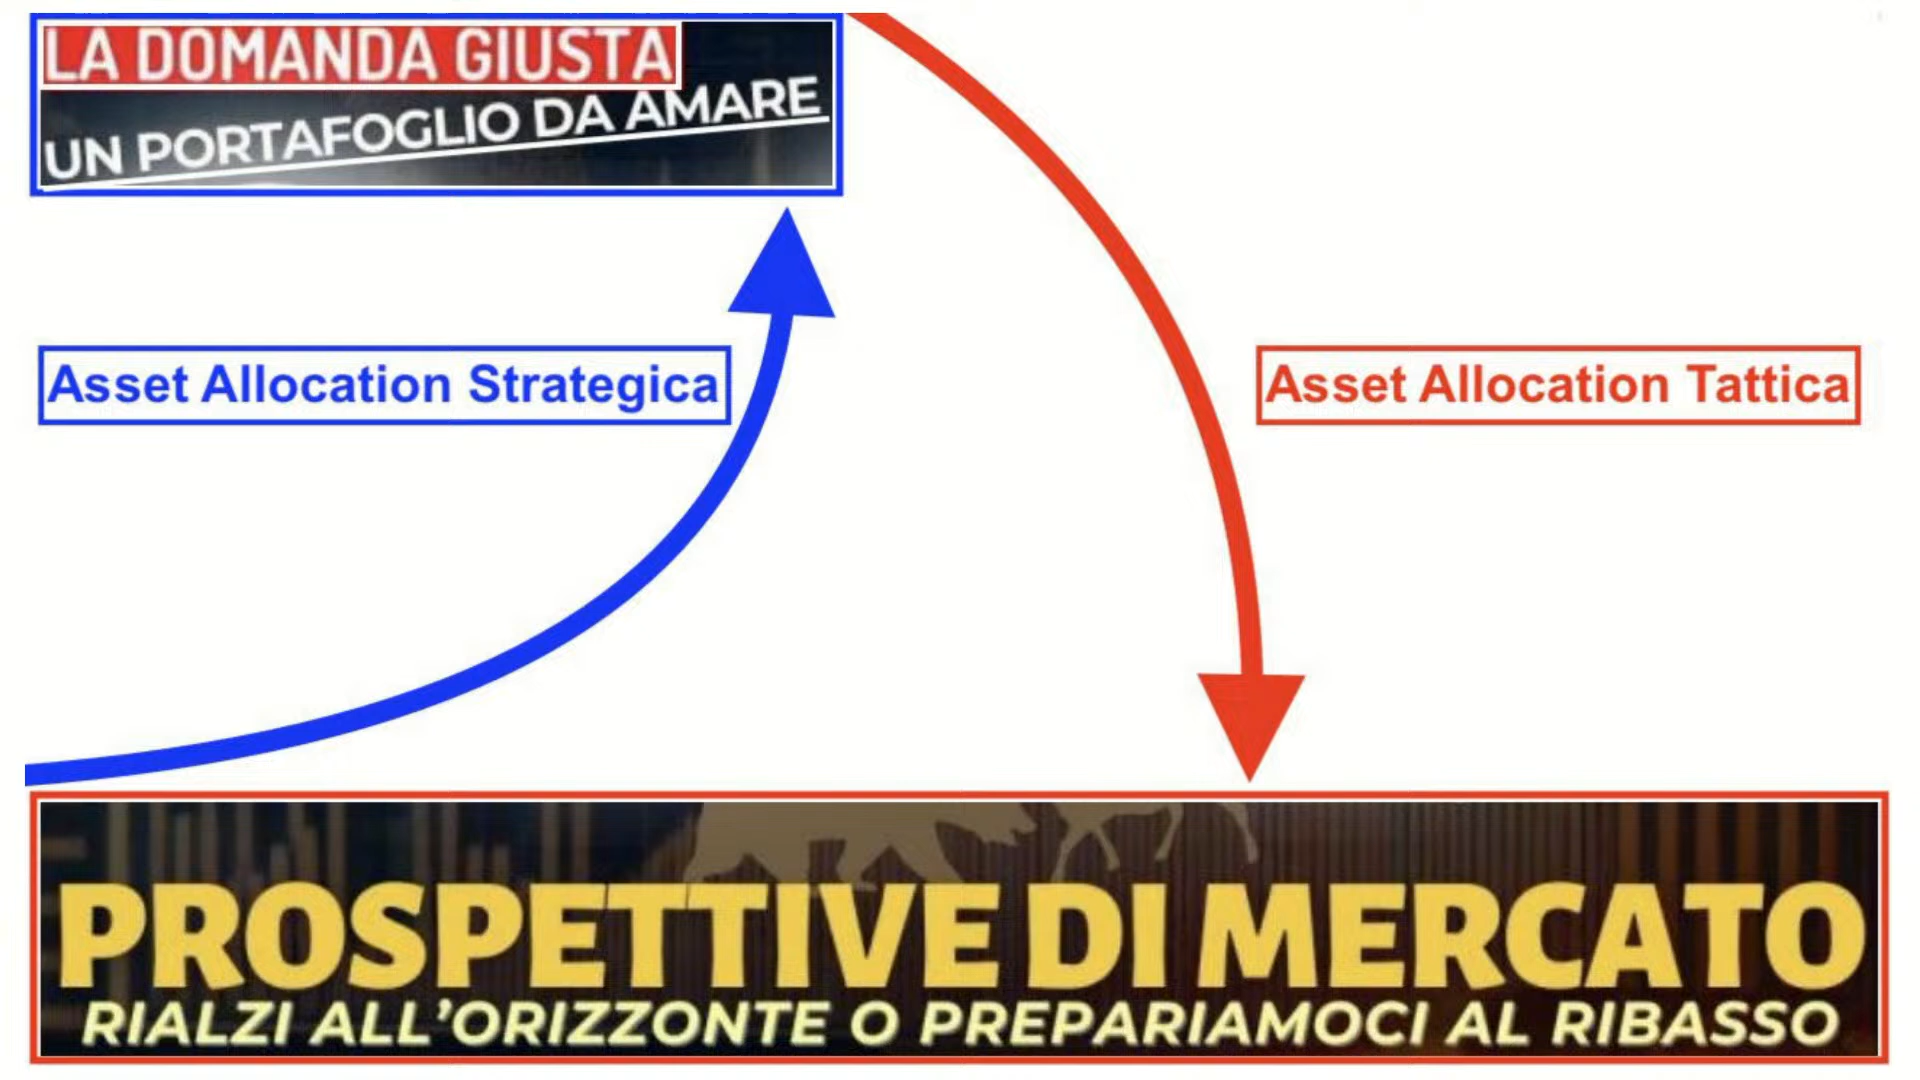 LA DOMANDA GIUSTA
UN PORTAFOGLIO DA AMARE
Asset Allocation Strategica
Asset Allocation Tattica
PROSPETTIVE DI MERCATO
RIALZI ALL'ORIZZONTE O PREPARIAMOCI AL RIBASSO